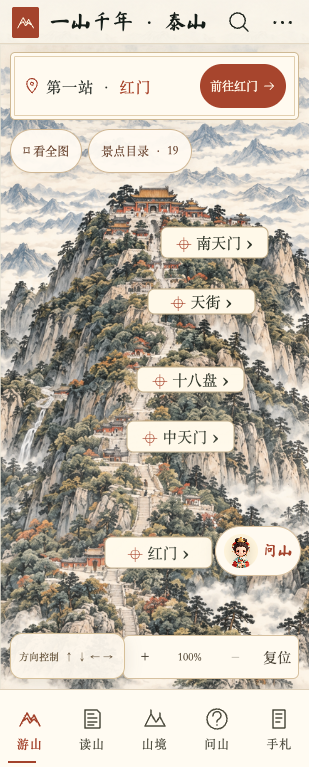 一山千年 · 泰山
第一站 · 红门
前往红门 →
看全图
景点目录 · 19
南天门 ›
天街 ›
十八盘 ›
中天门 ›
红门 ›
问山
方向控制 ↑ ↓ ← →
+ 100% − 复位
游山 读山 山境 问山 手札